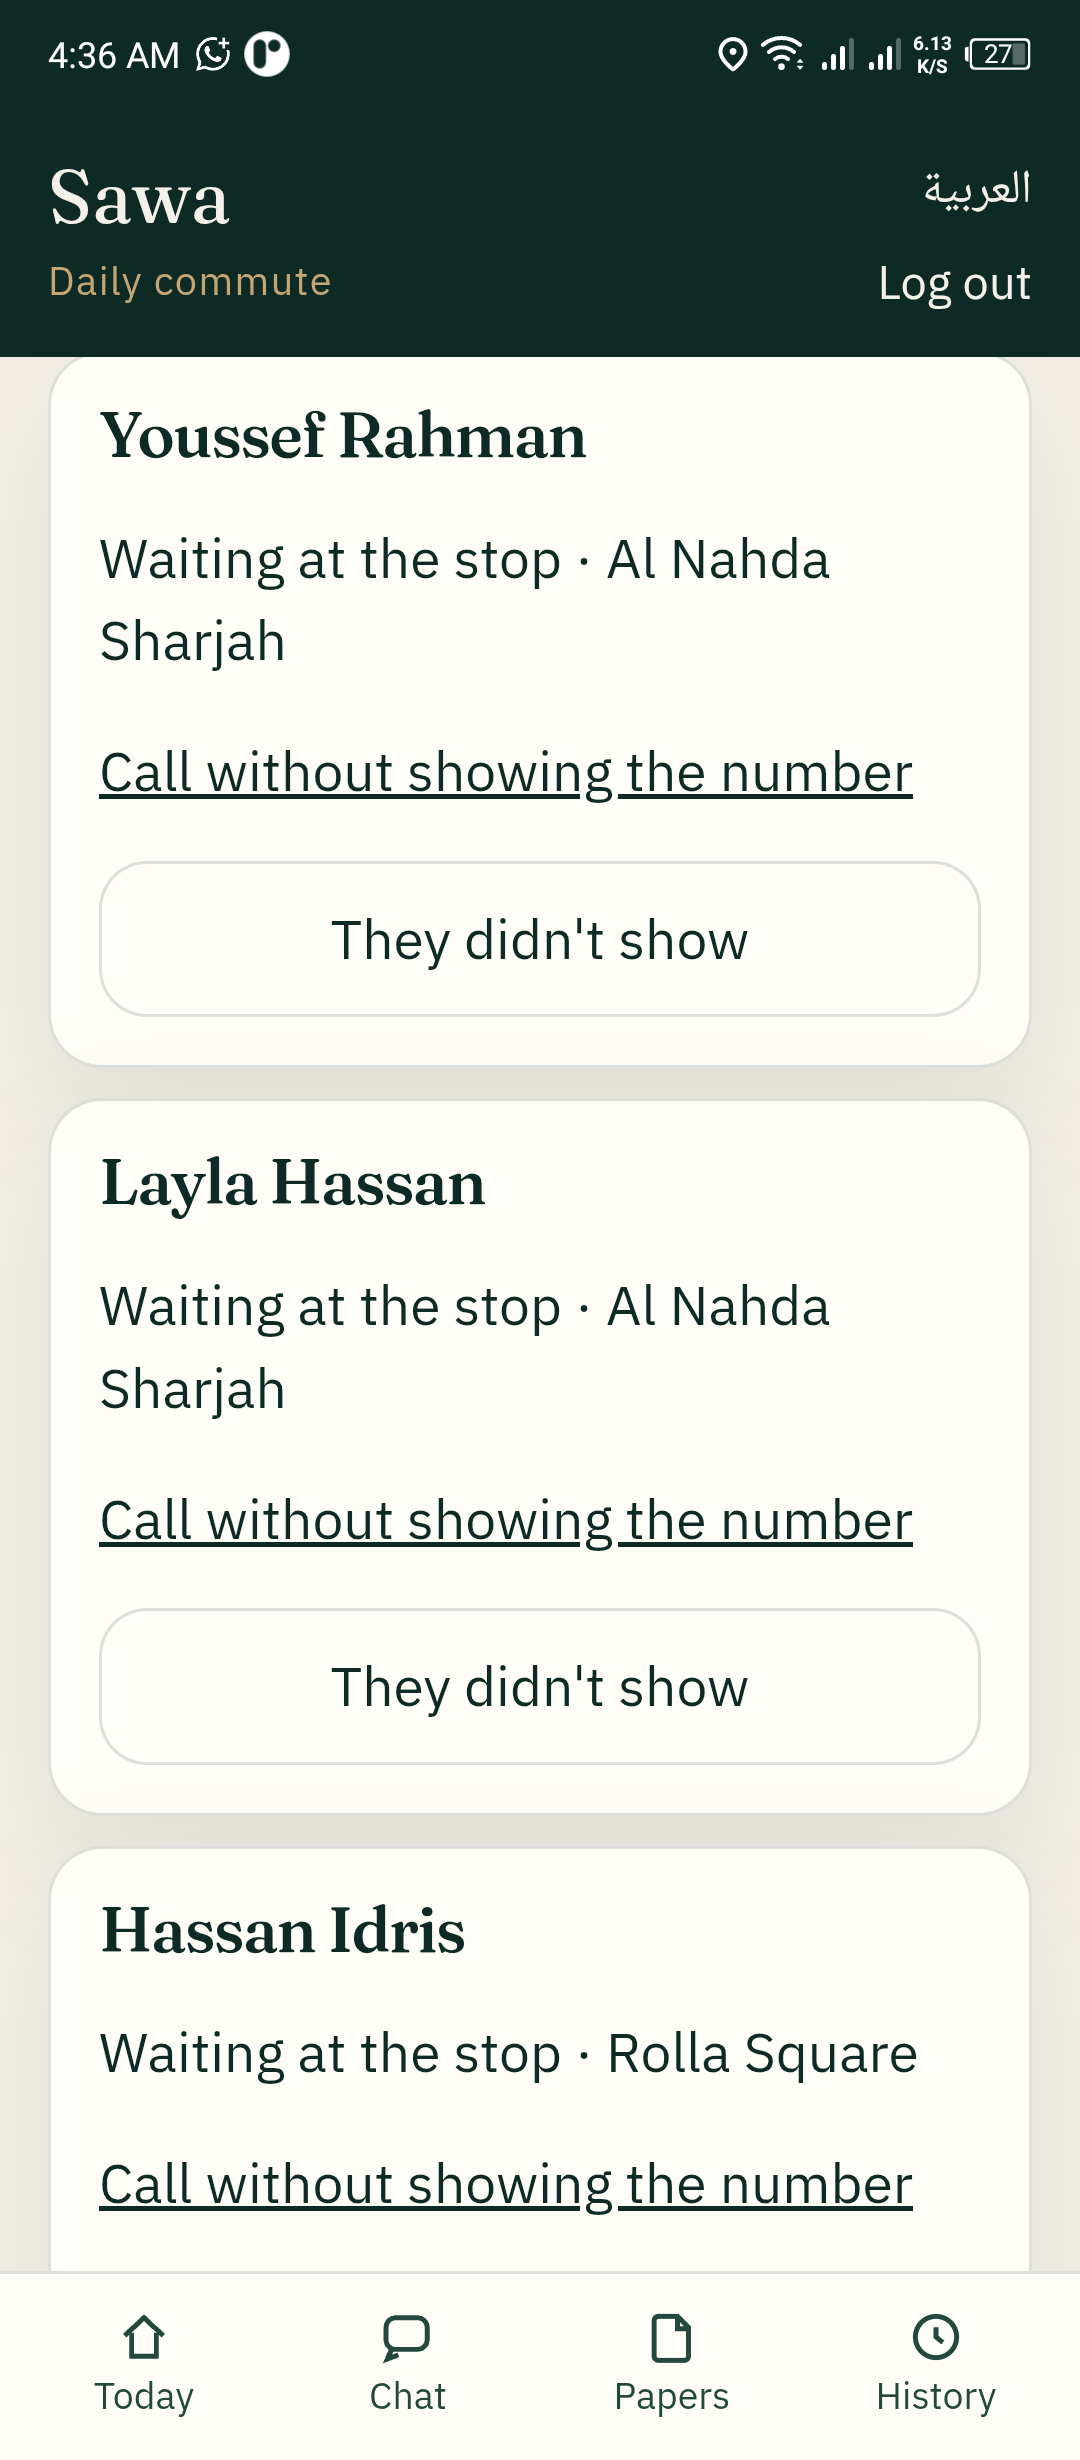 4:36 AM
6.13 K/S
27
Sawa
العربية
Daily commute
Log out
Youssef Rahman
Waiting at the stop · Al Nahda
Sharjah
Call without showing the number
They didn't show
Layla Hassan
Waiting at the stop · Al Nahda
Sharjah
Call without showing the number
They didn't show
Hassan Idris
Waiting at the stop · Rolla Square
Call without showing the number
Today
Chat
Papers
History